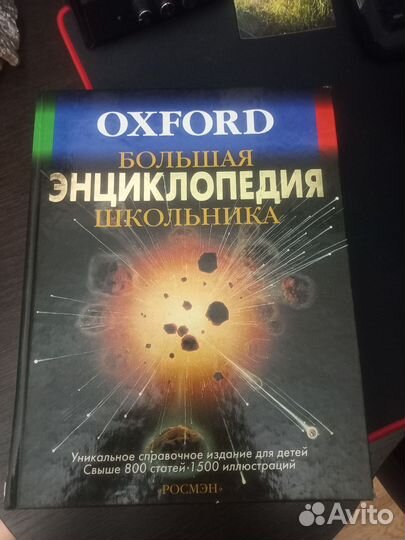 OXFORD
БОЛЬШАЯ
ЭНЦИКЛОПЕДИЯ
ШКОЛЬНИКА
Уникальное справочное издание для детей
Свыше 800 статей·1500 иллюстраций
«РОСМЭН»
Avito